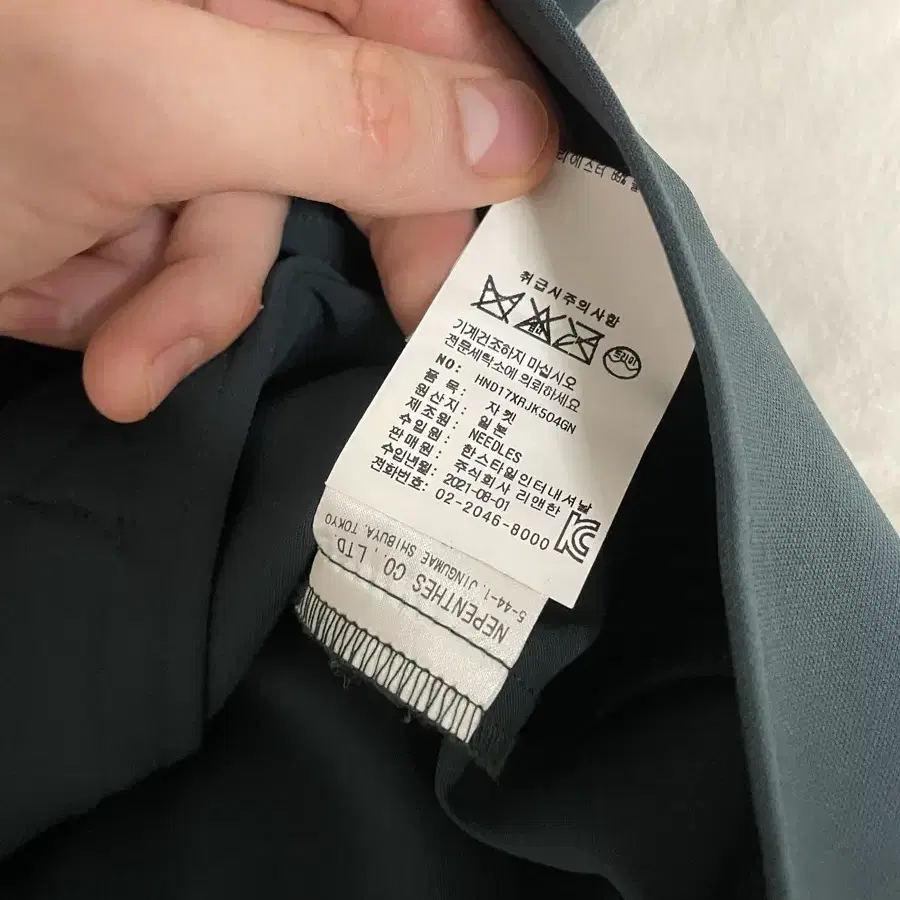 리에스터
취급시주의사항
드라이
기계건조하지 마십시오
전문세탁소에 의뢰하세요
NO: HND17XRJK504GN
품목: 자켓
원산지: 일본
제조원: NEEDLES
수입원: 한스타일인터내셔날
판매원: 주식회사 리앤한
수입년월: 2021-08-01
전화번호: 02-2046-8000
NEPENTHES CO., LTD.
5-44-1, JINGUMAE SHIBUYA, TOKYO